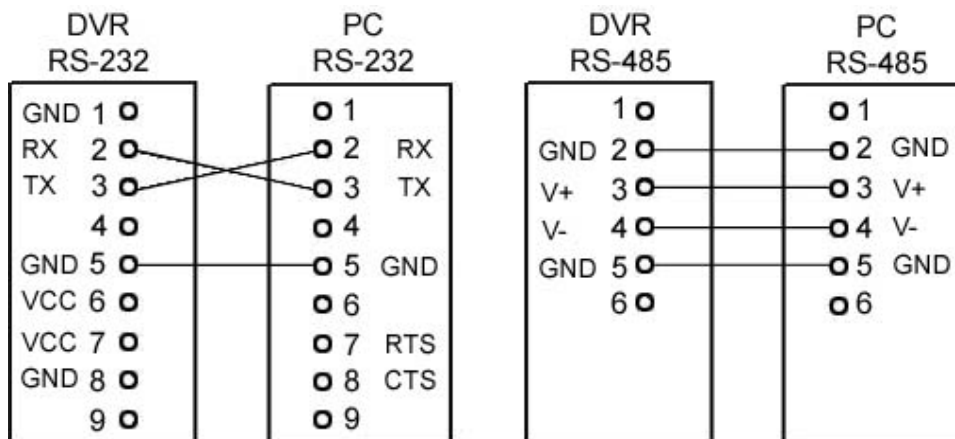 DVR PC DVR PC
RS-232 RS-232 RS-485 RS-485
GND 1 1 1 1
RX 2 2 RX GND 2 2 GND
TX 3 3 TX V+ 3 3 V+
4 4 V- 4 4 V-
GND 5 5 GND GND 5 5 GND
VCC 6 6 6 6
VCC 7 7 RTS
GND 8 8 CTS
9 9